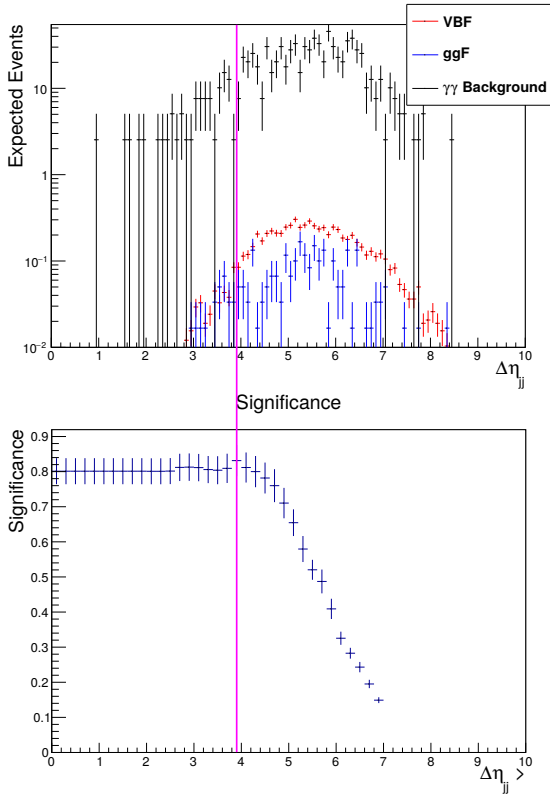 VBF
ggF
γγ Background
Expected Events
10
1
10⁻¹
10⁻²
0 1 2 3 4 5 6 7 8 9 10
Δη_jj
Significance
Significance
0.9
0.8
0.7
0.6
0.5
0.4
0.3
0.2
0.1
0
0 1 2 3 4 5 6 7 8 9 10
Δη_jj >